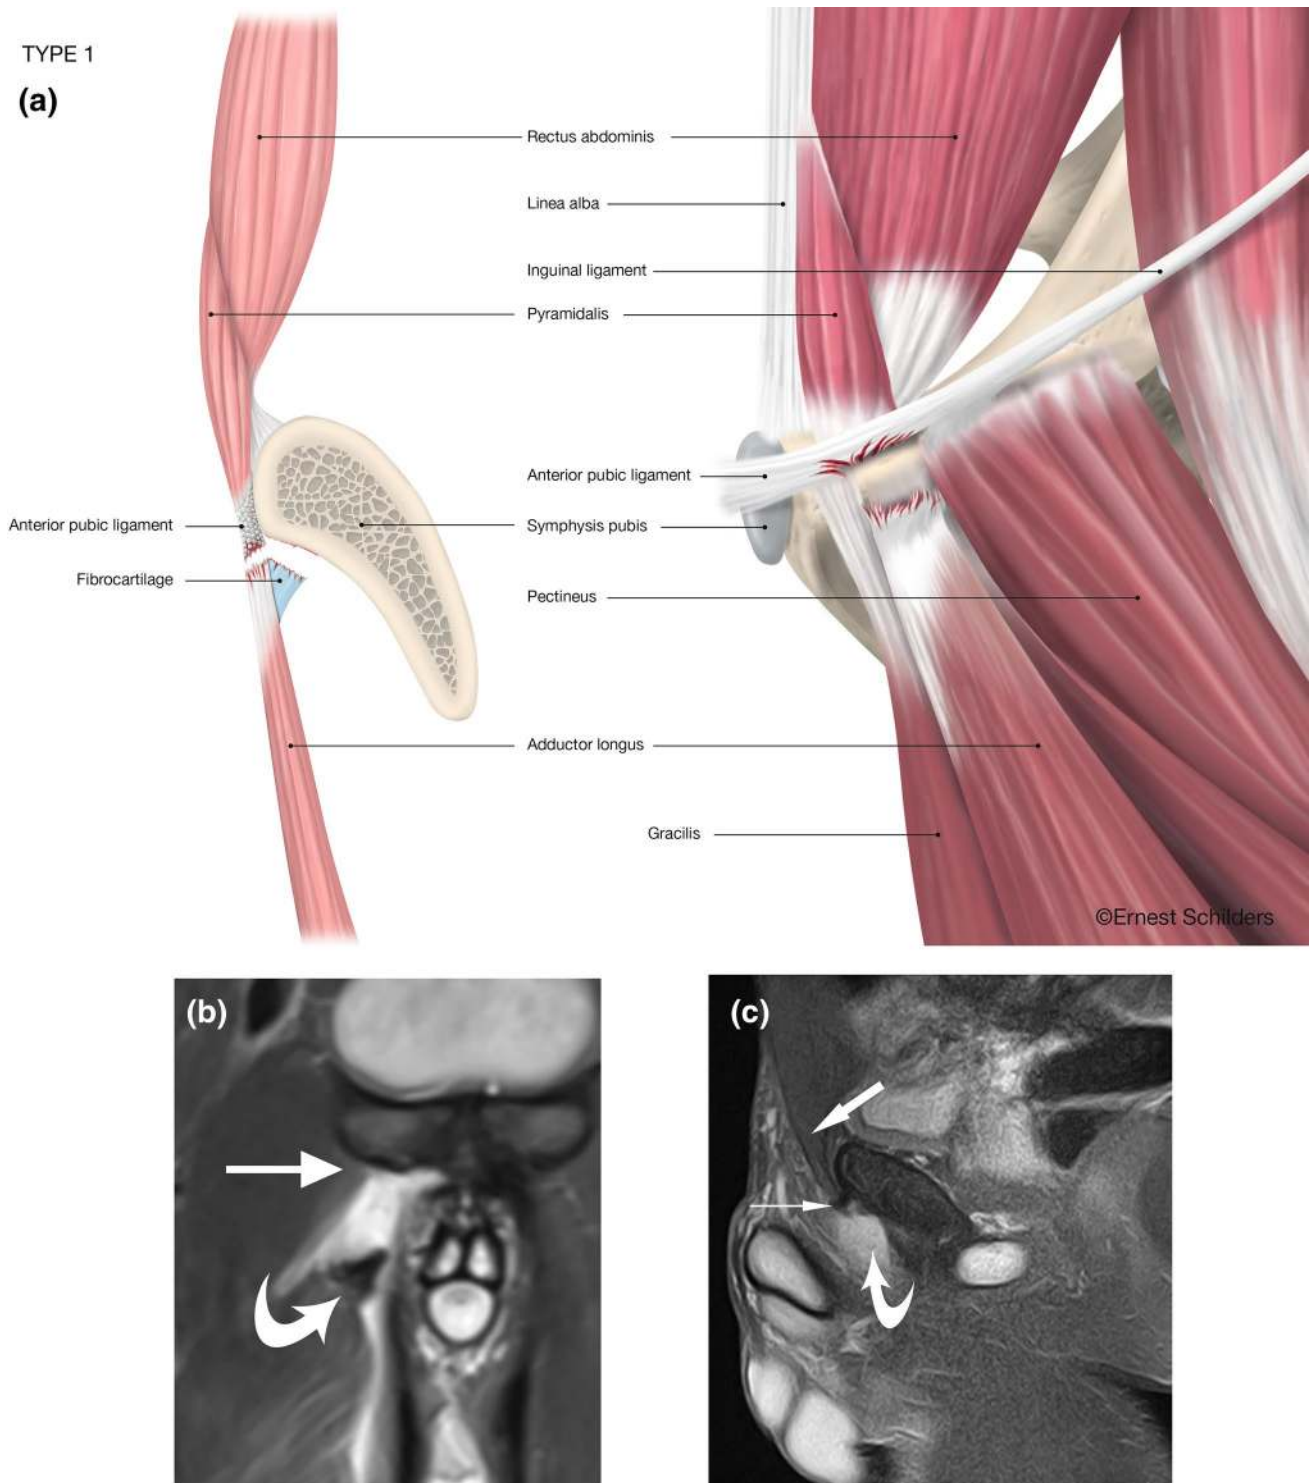 TYPE 1
(a)
Rectus abdominis
Linea alba
Inguinal ligament
Pyramidalis
Anterior pubic ligament
Anterior pubic ligament
Symphysis pubis
Fibrocartilage
Pectineus
Adductor longus
Gracilis
©Ernest Schilders
(b)
(c)